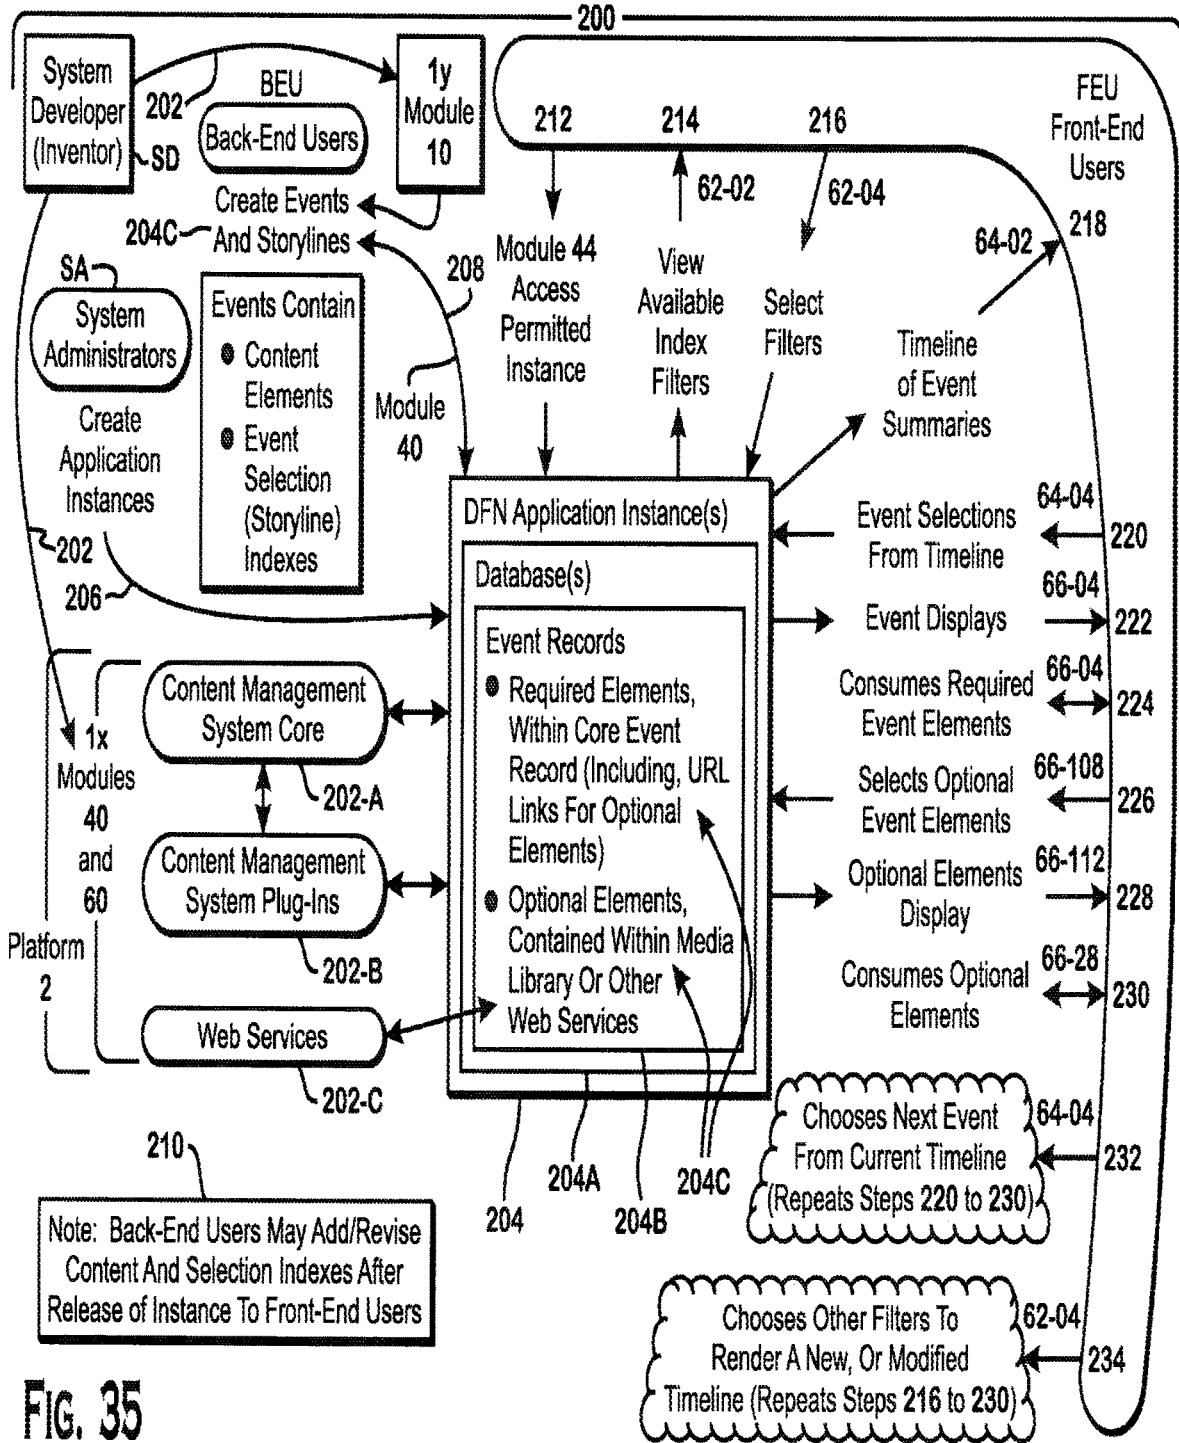 200
System
Developer
(Inventor)
SD
202
BEU
Back-End Users
1y
Module
10
Create Events
And Storylines
204C
SA
System
Administrators
Create
Application
Instances
202
206
Events Contain
Content
Elements
Event
Selection
(Storyline)
Indexes
208
Module
40
212
214
216
62-02
62-04
FEU
Front-End
Users
218
64-02
Module 44
Access
Permitted
Instance
View
Available
Index
Filters
Select
Filters
Timeline
of Event
Summaries
DFN Application Instance(s)
Database(s)
Event Records
Required Elements,
Within Core Event
Record (Including, URL
Links For Optional
Elements)
Optional Elements,
Contained Within Media
Library Or Other
Web Services
Event Selections
From Timeline
64-04
220
Event Displays
66-04
222
Consumes Required
Event Elements
66-04
224
Selects Optional
Event Elements
66-108
226
Optional Elements
Display
66-112
228
Consumes Optional
Elements
66-28
230
Platform
2
1x
Modules
40
and
60
Content Management
System Core
202-A
Content Management
System Plug-Ins
202-B
Web Services
202-C
204
204A
204B
204C
Chooses Next Event
From Current Timeline
(Repeats Steps 220 to 230)
64-04
232
Chooses Other Filters To
Render A New, Or Modified
Timeline (Repeats Steps 216 to 230)
62-04
234
210
Note: Back-End Users May Add/Revise
Content And Selection Indexes After
Release of Instance To Front-End Users
FIG. 35